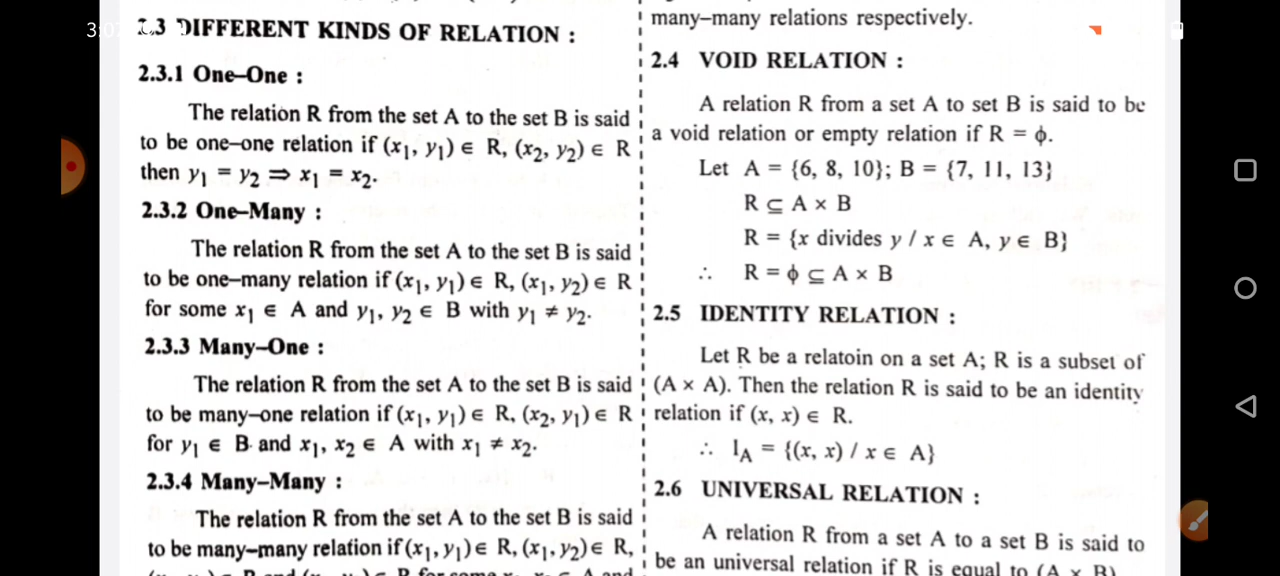 2.3 DIFFERENT KINDS OF RELATION :
2.3.1 One–One :
The relation R from the set A to the set B is said
to be one–one relation if (x₁, y₁) ∈ R, (x₂, y₂) ∈ R
then y₁ = y₂ ⇒ x₁ = x₂.
2.3.2 One–Many :
The relation R from the set A to the set B is said
to be one–many relation if (x₁, y₁) ∈ R, (x₁, y₂) ∈ R
for some x₁ ∈ A and y₁, y₂ ∈ B with y₁ ≠ y₂.
2.3.3 Many–One :
The relation R from the set A to the set B is said
to be many–one relation if (x₁, y₁) ∈ R, (x₂, y₁) ∈ R
for y₁ ∈ B and x₁, x₂ ∈ A with x₁ ≠ x₂.
2.3.4 Many–Many :
The relation R from the set A to the set B is said
to be many–many relation if (x₁, y₁) ∈ R, (x₁, y₂) ∈ R,
many–many relations respectively.
2.4 VOID RELATION :
A relation R from a set A to set B is said to be
a void relation or empty relation if R = ϕ.
Let A = {6, 8, 10}; B = {7, 11, 13}
R ⊆ A × B
R = {x divides y / x ∈ A, y ∈ B}
∴ R = ϕ ⊆ A × B
2.5 IDENTITY RELATION :
Let R be a relatoin on a set A; R is a subset of
(A × A). Then the relation R is said to be an identity
relation if (x, x) ∈ R.
∴ I_A = {(x, x) / x ∈ A}
2.6 UNIVERSAL RELATION :
A relation R from a set A to a set B is said to
be an universal relation if R is equal to (A × B)